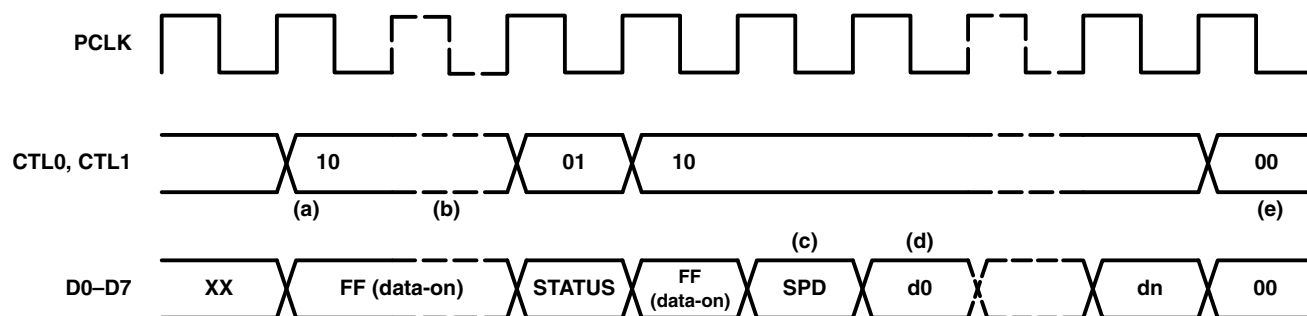 PCLK
CTL0, CTL1
10
01
10
00
(a)
(b)
(e)
(c)
(d)
D0–D7
XX
FF (data-on)
STATUS
FF
(data-on)
SPD
d0
dn
00